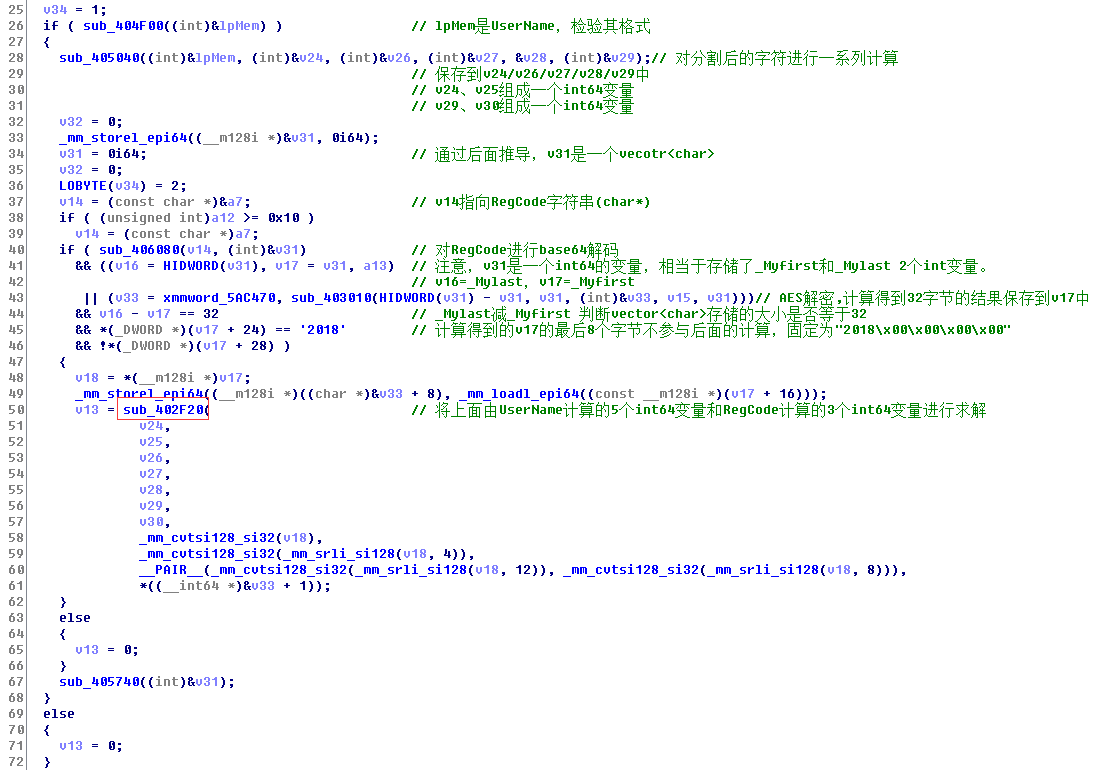 25 v34 = 1;
26 if ( sub_404F00((int)&lpMem) ) // lpMem是UserName，检验其格式
27 {
28 sub_405040((int)&lpMem, (int)&v24, (int)&v26, (int)&v27, &v28, (int)&v29);// 对分割后的字符进行一系列计算
29 // 保存到v24/v26/v27/v28/v29中
30 // v24、v25组成一个int64变量
31 // v29、v30组成一个int64变量
32 v32 = 0;
33 _mm_storel_epi64((__m128i *)&v31, 0i64);
34 v31 = 0i64; // 通过后面推导，v31是一个vecotr<char>
35 v32 = 0;
36 LOBYTE(v34) = 2;
37 v14 = (const char *)&a7; // v14指向RegCode字符串(char*)
38 if ( (unsigned int)a12 >= 0x10 )
39 v14 = (const char *)a7;
40 if ( sub_406080(v14, (int)&v31) // 对RegCode进行base64解码
41 && ((v16 = HIDWORD(v31), v17 = v31, a13) // 注意，v31是一个int64的变量，相当于存储了_Myfirst和_Mylast 2个int变量。
42 // v16=_Mylast，v17=_Myfirst
43 || (v33 = xmmword_5AC470, sub_403010(HIDWORD(v31) - v31, v31, (int)&v33, v15, v31)))// AES解密,计算得到32字节的结果保存到v17中
44 && v16 - v17 == 32 // _Mylast减_Myfirst 判断vector<char>存储的大小是否等于32
45 && *(_DWORD *)(v17 + 24) == '2018' // 计算得到的v17的最后8个字节不参与后面的计算，固定为"2018\x00\x00\x00\x00"
46 && !*(_DWORD *)(v17 + 28) )
47 {
48 v18 = *(__m128i *)v17;
49 _mm_storel_epi64((__m128i *)((char *)&v33 + 8), _mm_loadl_epi64((const __m128i *)(v17 + 16)));
50 v13 = sub_402F20( // 将上面由UserName计算的5个int64变量和RegCode计算的3个int64变量进行求解
51 v24,
52 v25,
53 v26,
54 v27,
55 v28,
56 v29,
57 v30,
58 _mm_cvtsi128_si32(v18),
59 _mm_cvtsi128_si32(_mm_srli_si128(v18, 4)),
60 __PAIR__(_mm_cvtsi128_si32(_mm_srli_si128(v18, 12)), _mm_cvtsi128_si32(_mm_srli_si128(v18, 8))),
61 *((__int64 *)&v33 + 1));
62 }
63 else
64 {
65 v13 = 0;
66 }
67 sub_405740((int)&v31);
68 }
69 else
70 {
71 v13 = 0;
72 }